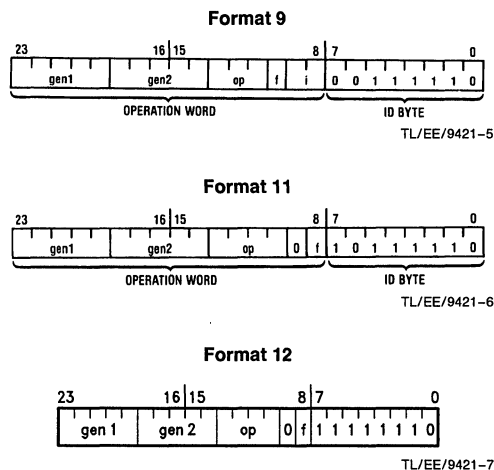 Format 9
23 16 15 8 7 0
gen1 gen2 op f i 0 0 1 1 1 1 1 0
OPERATION WORD ID BYTE
TL/EE/9421-5
Format 11
23 16 15 8 7 0
gen1 gen2 op 0 f 1 0 1 1 1 1 1 0
OPERATION WORD ID BYTE
TL/EE/9421-6
Format 12
23 16 15 8 7 0
gen 1 gen 2 op 0 f 1 1 1 1 1 1 1 0
TL/EE/9421-7